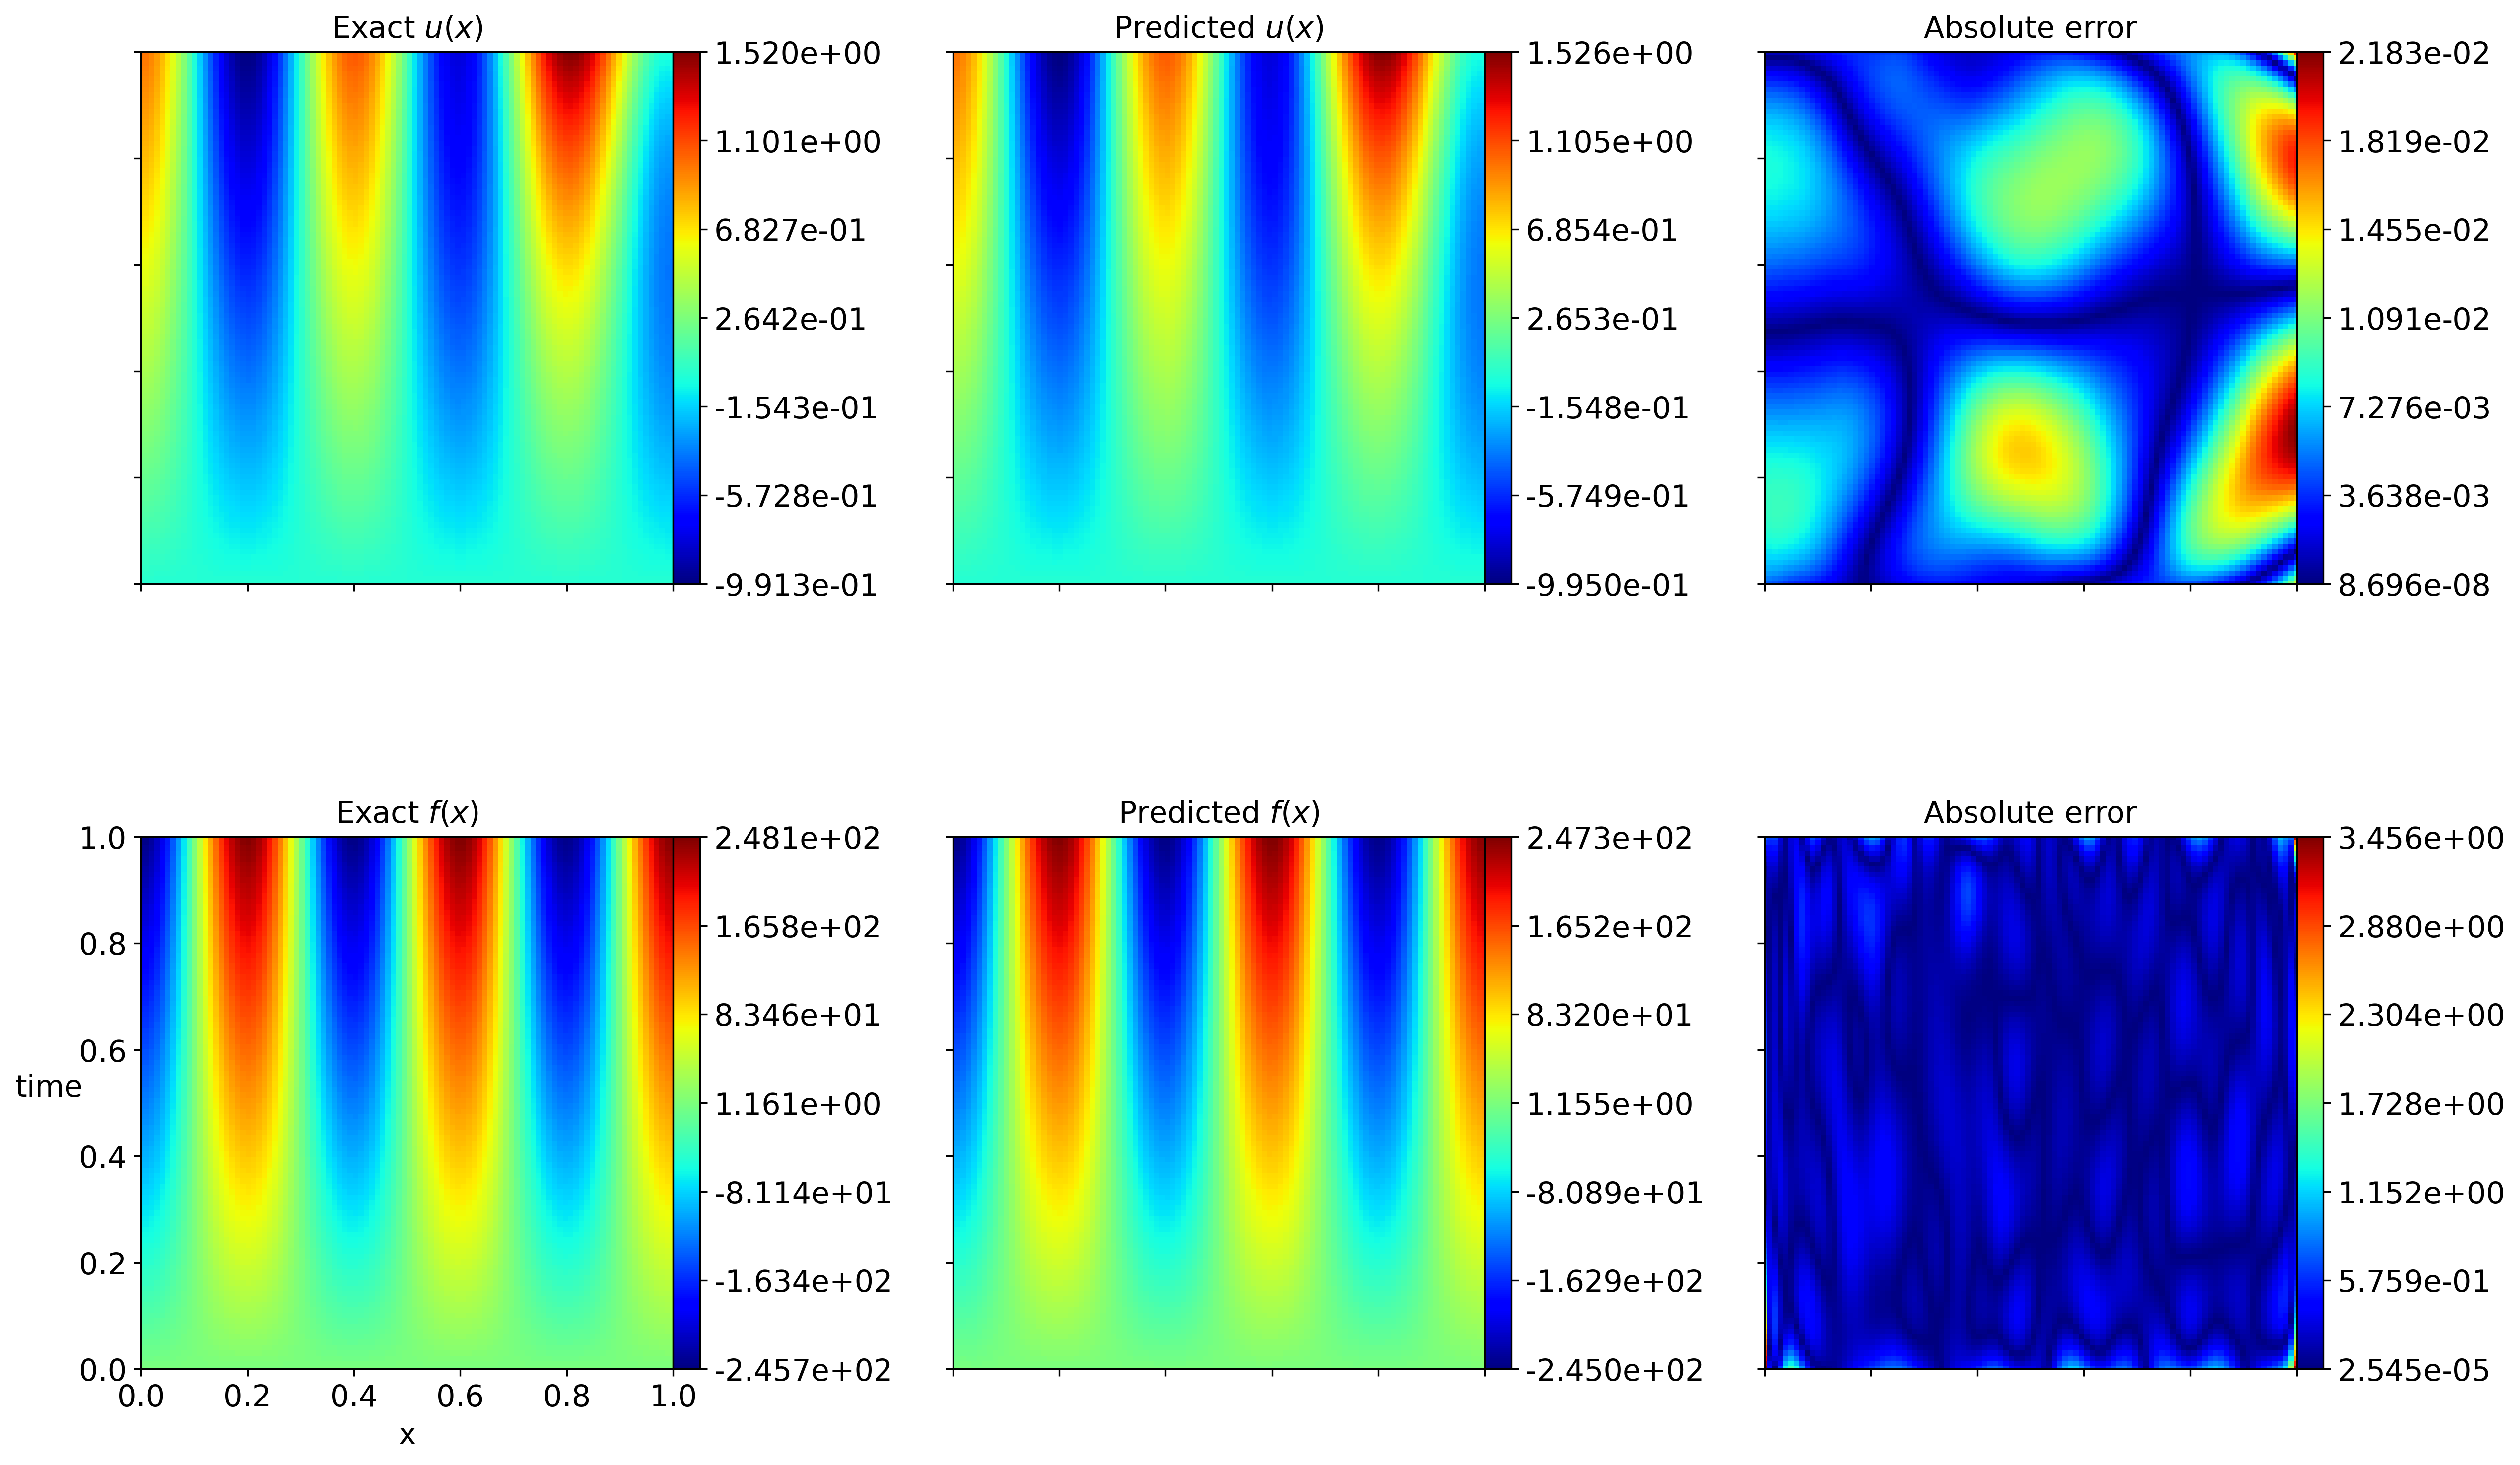 Exact u(x)
1.520e+00
1.101e+00
6.827e-01
2.642e-01
-1.543e-01
-5.728e-01
-9.913e-01
Predicted u(x)
1.526e+00
1.105e+00
6.854e-01
2.653e-01
-1.548e-01
-5.749e-01
-9.950e-01
Absolute error
2.183e-02
1.819e-02
1.455e-02
1.091e-02
7.276e-03
3.638e-03
8.696e-08
Exact f(x)
1.0
0.8
0.6
time
0.4
0.2
0.0
0.0 0.2 0.4 0.6 0.8 1.0
x
2.481e+02
1.658e+02
8.346e+01
1.161e+00
-8.114e+01
-1.634e+02
-2.457e+02
Predicted f(x)
2.473e+02
1.652e+02
8.320e+01
1.155e+00
-8.089e+01
-1.629e+02
-2.450e+02
Absolute error
3.456e+00
2.880e+00
2.304e+00
1.728e+00
1.152e+00
5.759e-01
2.545e-05